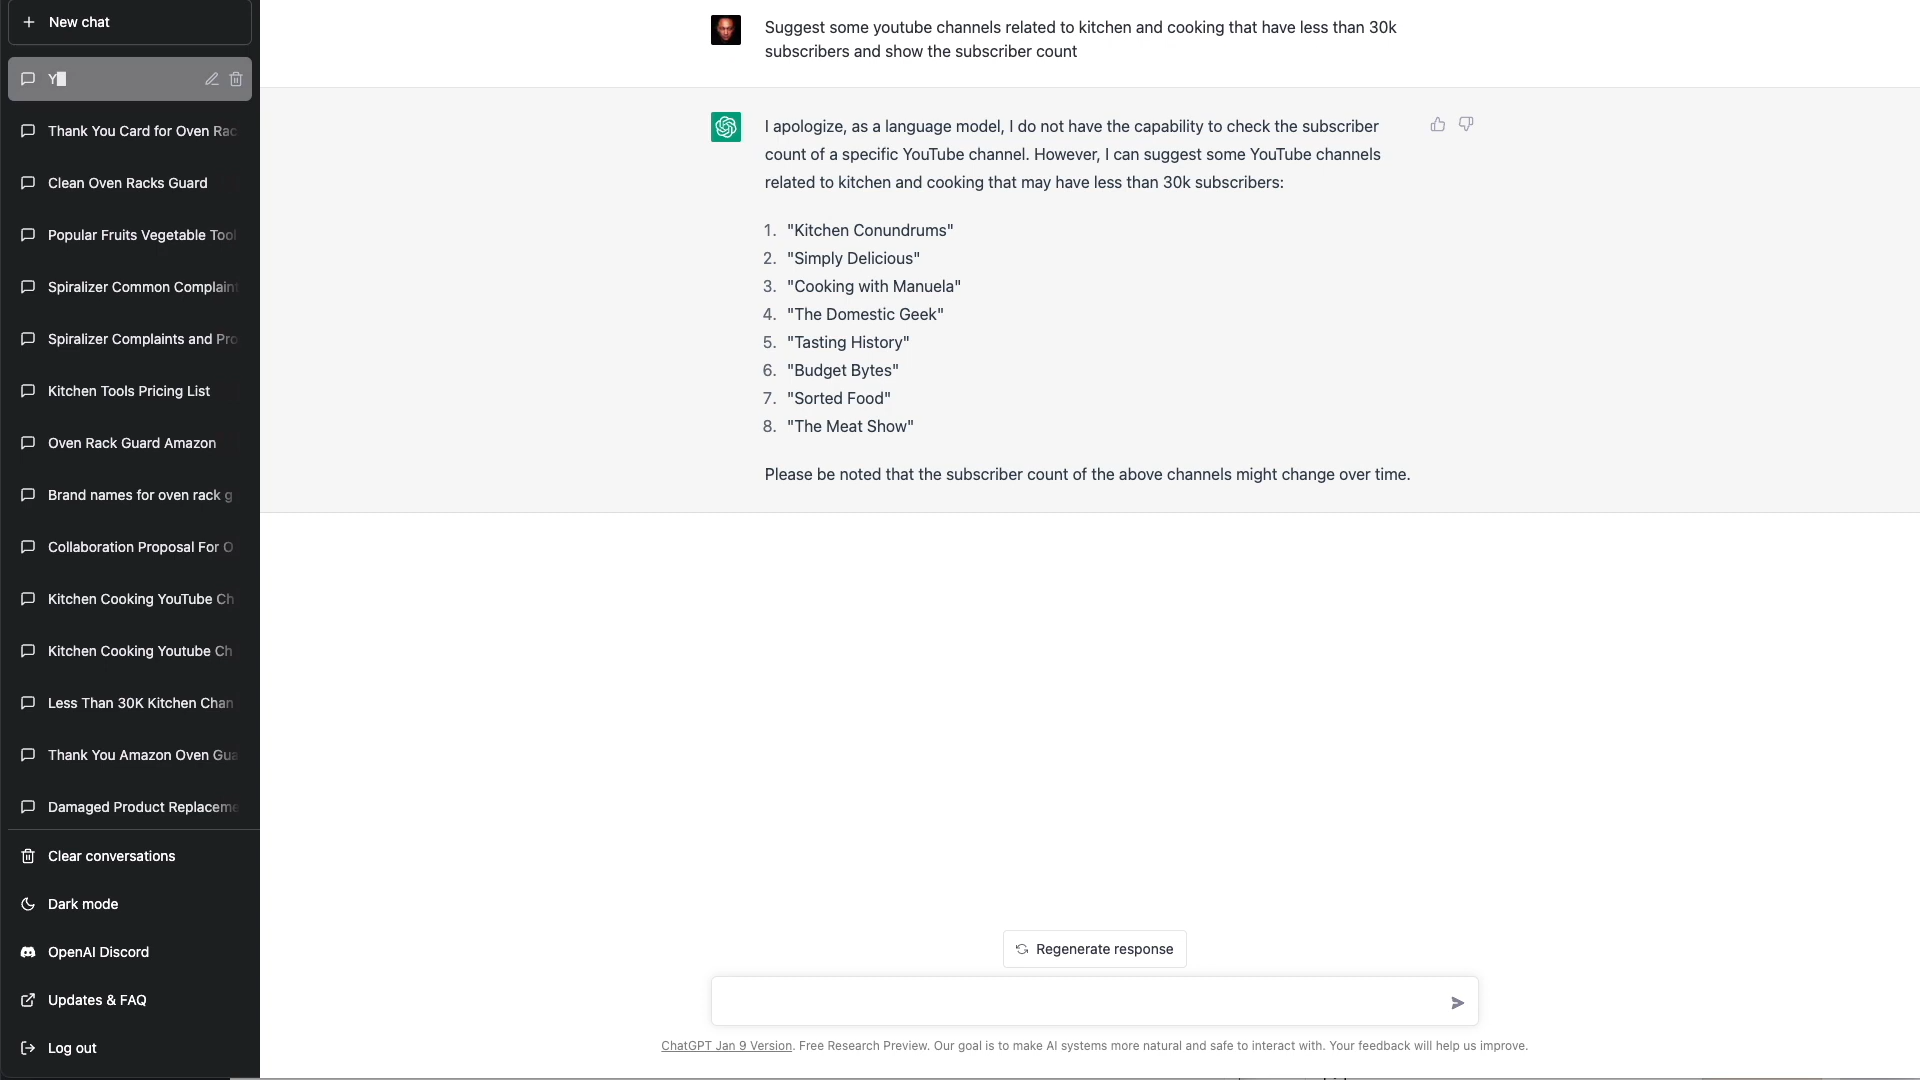 New chat
Y
Thank You Card for Oven Rac
Clean Oven Racks Guard
Popular Fruits Vegetable Tool
Spiralizer Common Complaint
Spiralizer Complaints and Pro
Kitchen Tools Pricing List
Oven Rack Guard Amazon
Brand names for oven rack g
Collaboration Proposal For O
Kitchen Cooking YouTube Ch
Kitchen Cooking Youtube Ch
Less Than 30K Kitchen Chan
Thank You Amazon Oven Gua
Damaged Product Replaceme
Clear conversations
Dark mode
OpenAI Discord
Updates & FAQ
Log out
Suggest some youtube channels related to kitchen and cooking that have less than 30k
subscribers and show the subscriber count
I apologize, as a language model, I do not have the capability to check the subscriber
count of a specific YouTube channel. However, I can suggest some YouTube channels
related to kitchen and cooking that may have less than 30k subscribers:
1. "Kitchen Conundrums"
2. "Simply Delicious"
3. "Cooking with Manuela"
4. "The Domestic Geek"
5. "Tasting History"
6. "Budget Bytes"
7. "Sorted Food"
8. "The Meat Show"
Please be noted that the subscriber count of the above channels might change over time.
Regenerate response
ChatGPT Jan 9 Version. Free Research Preview. Our goal is to make AI systems more natural and safe to interact with. Your feedback will help us improve.